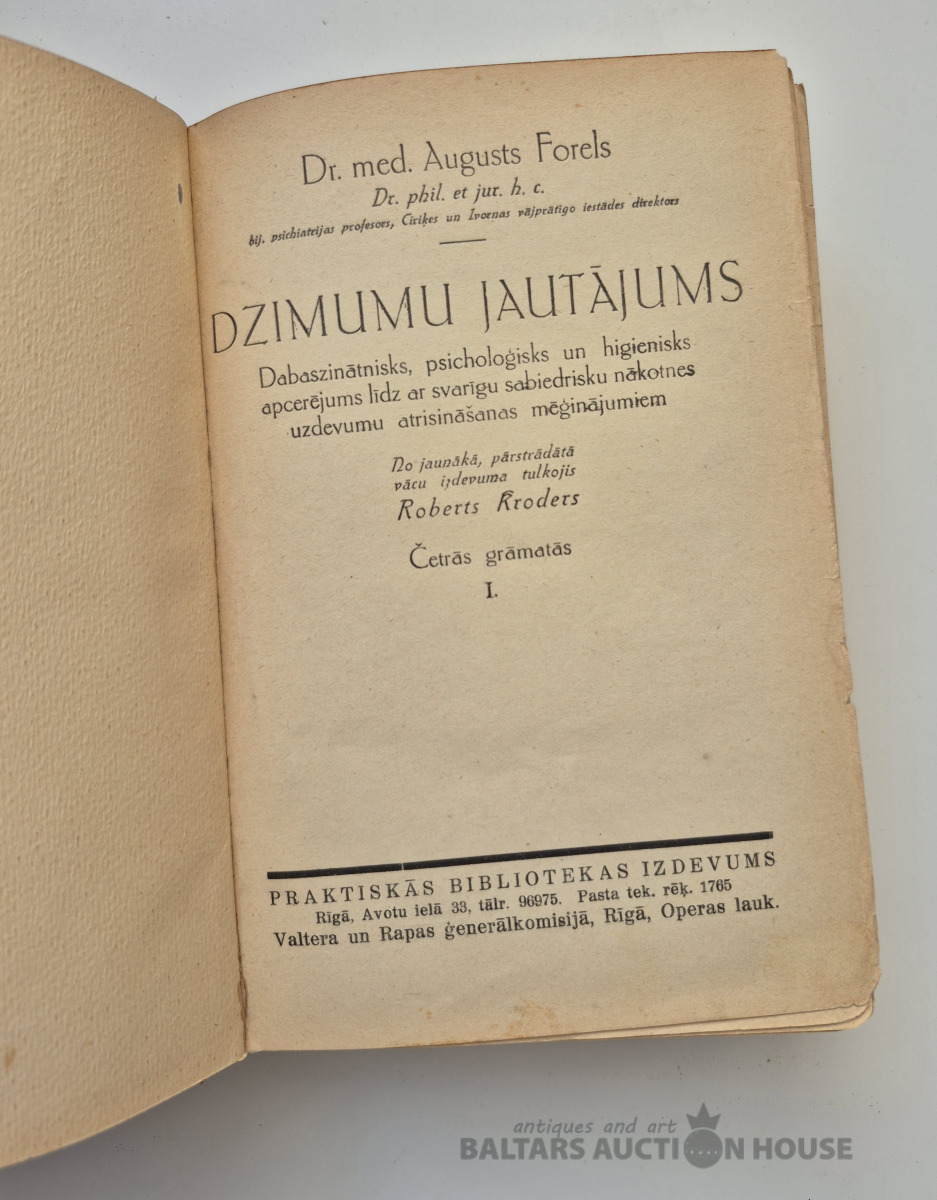 Dr. med. Augusts Forels
Dr. phil. et jur. h. c.
bij. psichiatrijas profesors, Ciriķes un Ivornas vājprātīgo iestādes direktors
DZIMUMU JAUTĀJUMS
Dabaszinātnisks, psicholoģisks un higienisks
apcerējums līdz ar svarīgu sabiedrisku nākotnes
uzdevumu atrisināšanas mēģinājumiem
No jaunākā, pārstrādātā
vācu izdevuma tulkojis
Roberts Kroders
Četrās grāmatās
I.
PRAKTISKĀS BIBLIOTEKAS IZDEVUMS
Rīgā, Avotu ielā 33, tālr. 96975. Pasta tek. rēķ. 1765
Valtera un Rapas ģenerālkomisijā, Rīgā, Operas lauk.
antiques and art
BALTARS AUCTION HOUSE